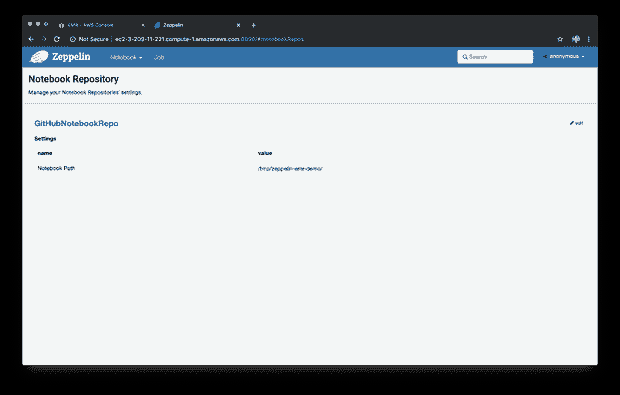 EMR – AWS Console
Zeppelin
Not Secure | ec2-3-209-11-221.compute-1.amazonaws.com:8890/#/notebookRepos
Zeppelin
Notebook
Job
Search
anonymous
Notebook Repository
Manage your Notebook Repositories' settings.
GitHubNotebookRepo
edit
Settings
name value
Notebook Path /tmp/zeppelin-emr-demo/